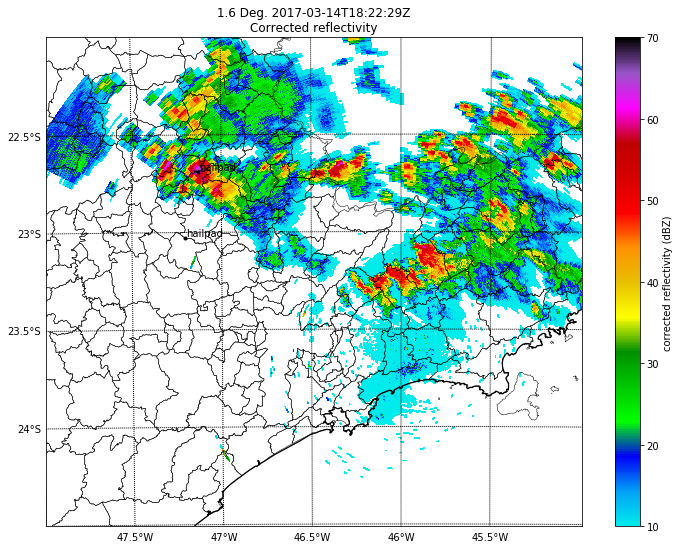 1.6 Deg. 2017-03-14T18:22:29Z
Corrected reflectivity
22.5°S
23°S
23.5°S
24°S
hailpad
47.5°W
47°W
46.5°W
46°W
45.5°W
70
60
50
40
30
20
10
corrected reflectivity (dBZ)